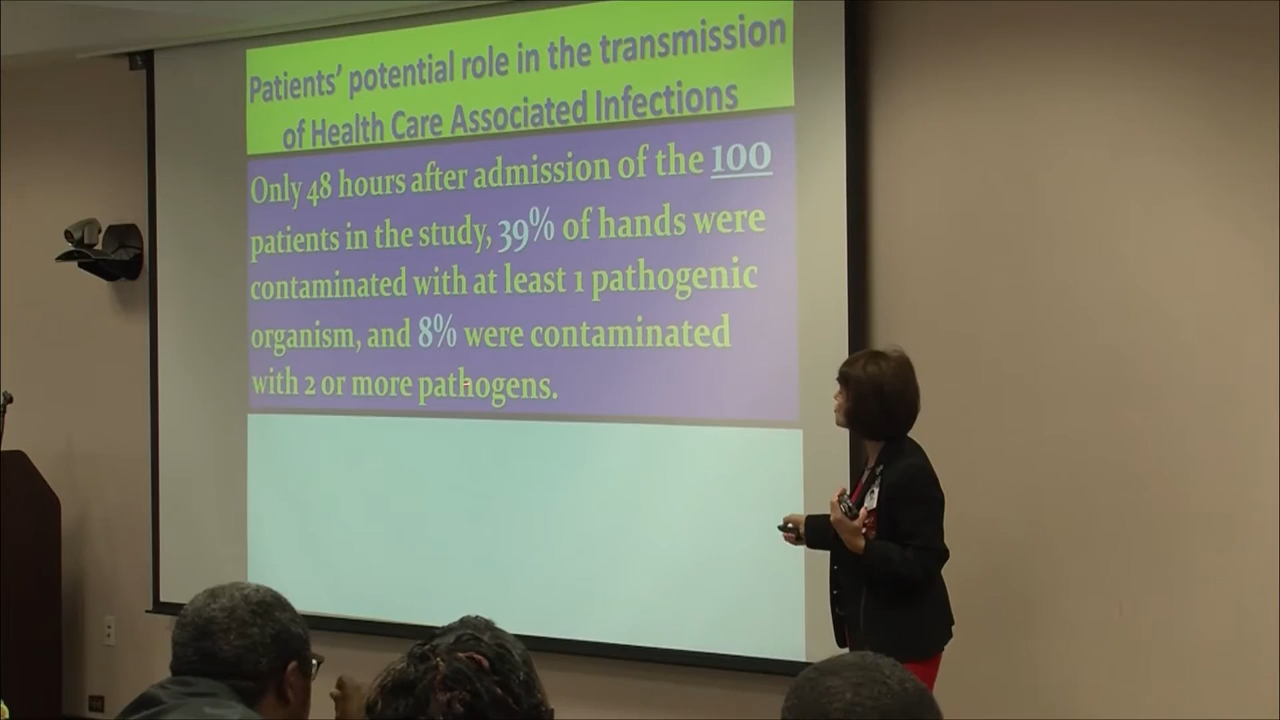 Patients' potential role in the transmission
of Health Care Associated Infections
Only 48 hours after admission of the 100
patients in the study, 39% of hands were
contaminated with at least 1 pathogenic
organism, and 8% were contaminated
with 2 or more pathogens.